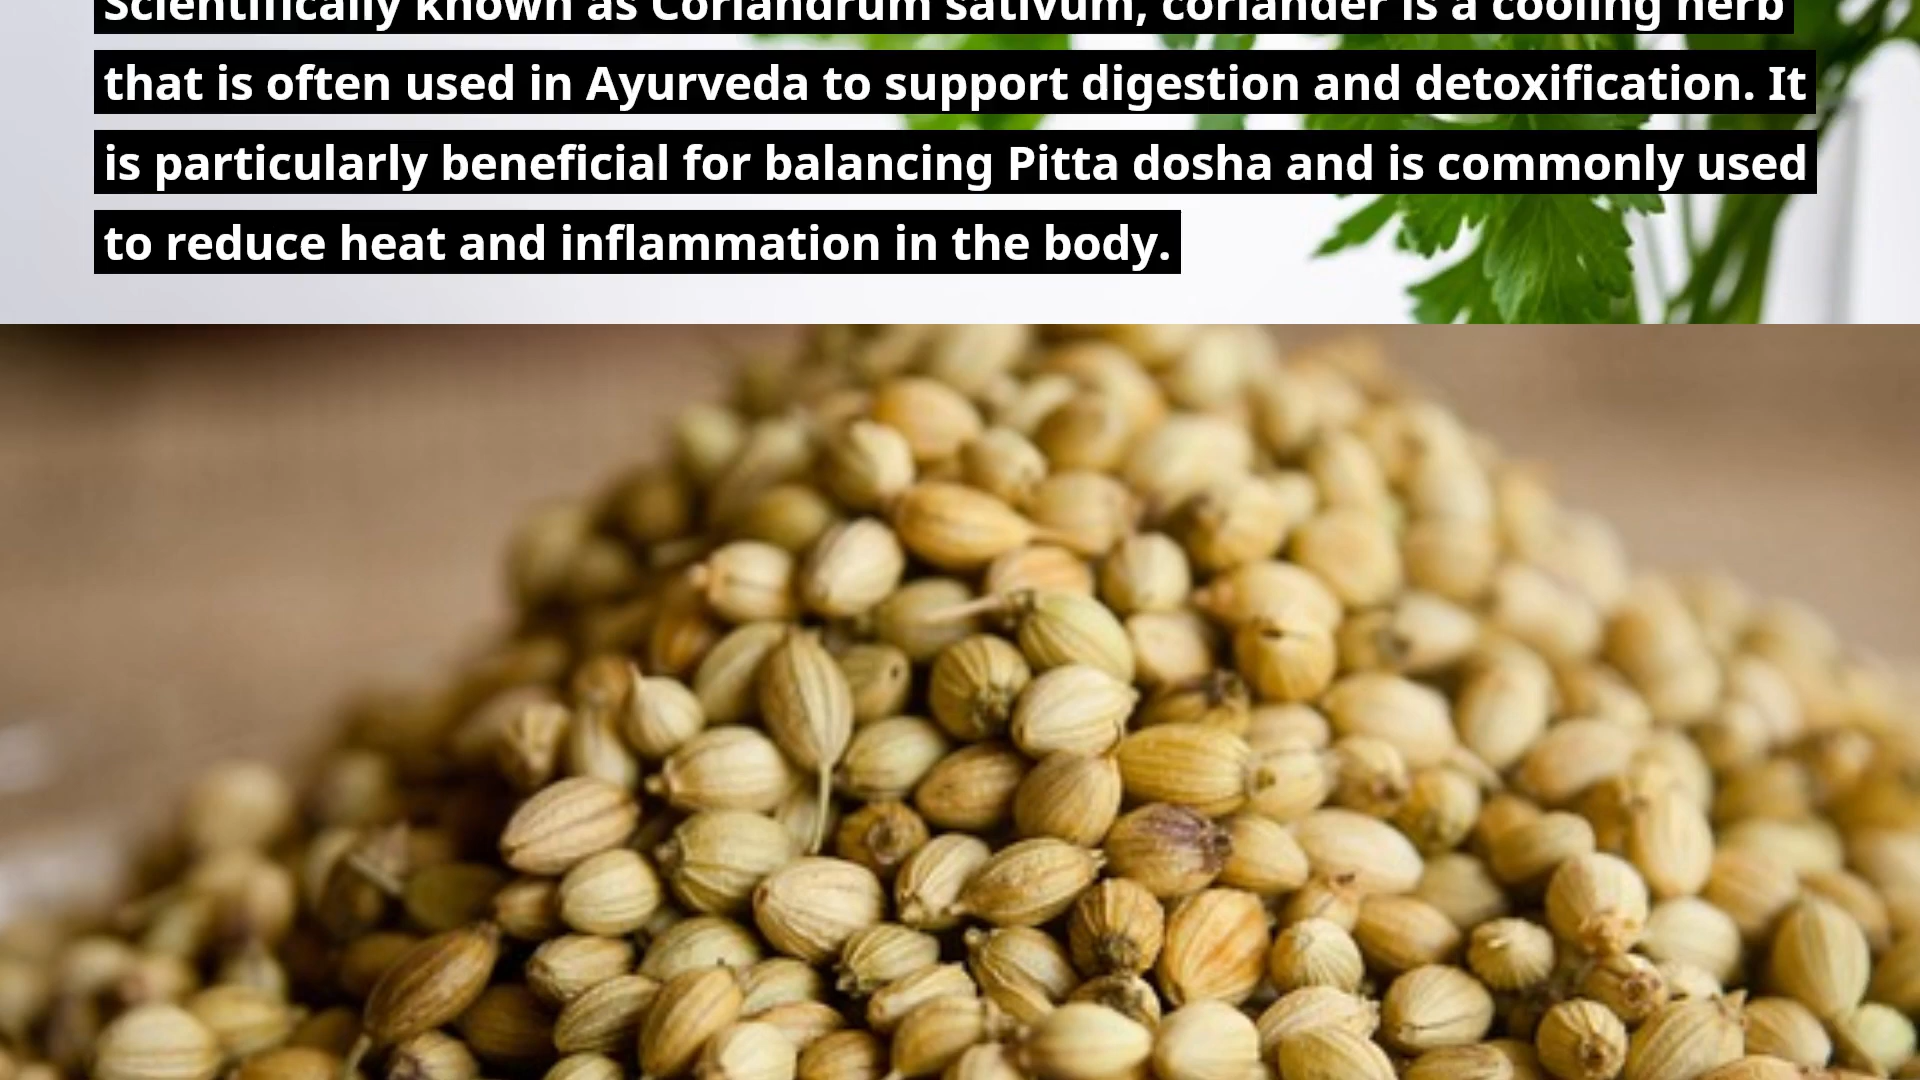 Scientifically known as Coriandrum sativum, coriander is a cooling herb
that is often used in Ayurveda to support digestion and detoxification. It
is particularly beneficial for balancing Pitta dosha and is commonly used
to reduce heat and inflammation in the body.